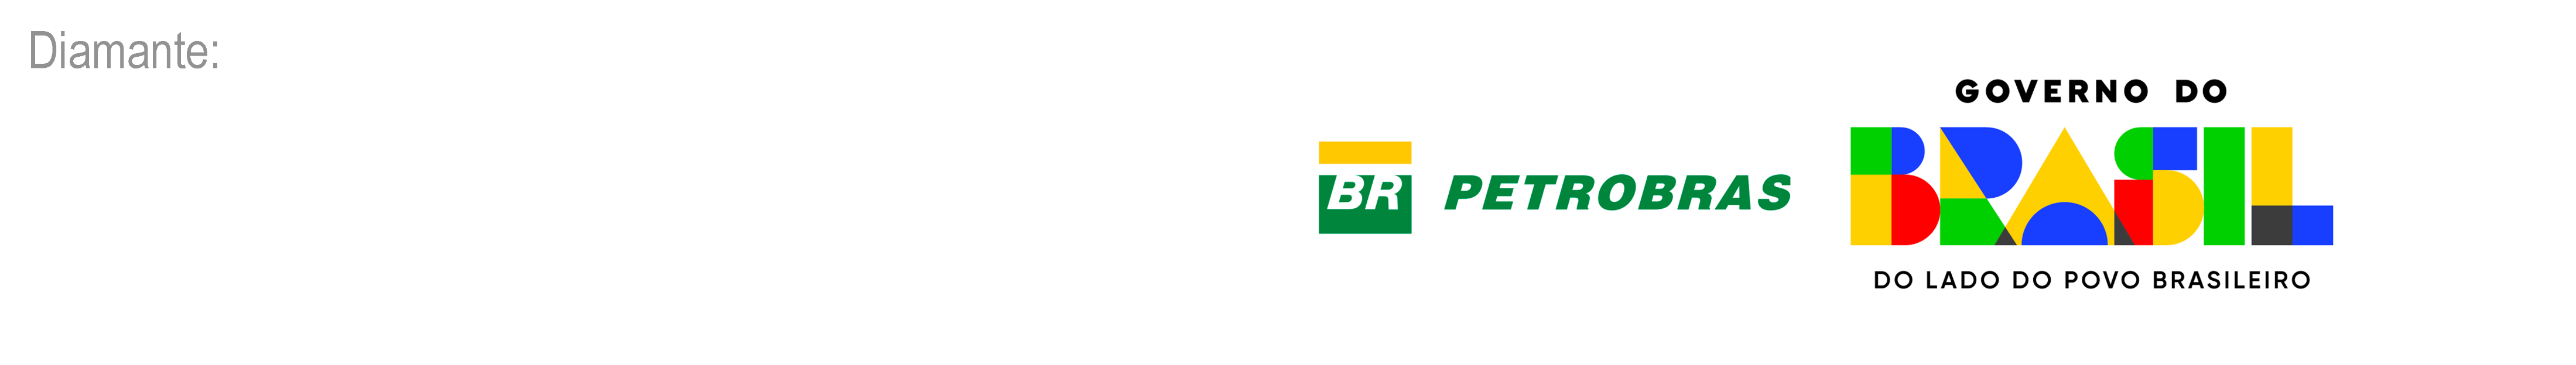 Diamante:
BR PETROBRAS
GOVERNO DO
BRASIL
DO LADO DO POVO BRASILEIRO